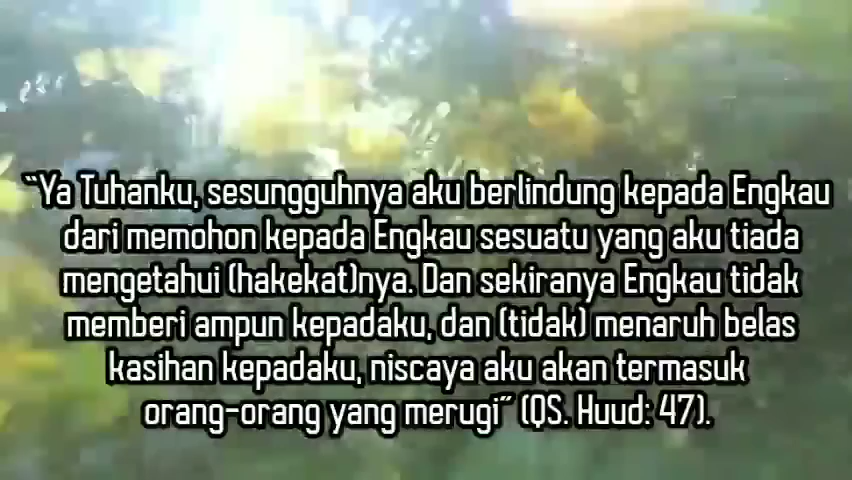 “Ya Tuhanku, sesungguhnya aku berlindung kepada Engkau
dari memohon kepada Engkau sesuatu yang aku tiada
mengetahui (hakekat)nya. Dan sekiranya Engkau tidak
memberi ampun kepadaku, dan (tidak) menaruh belas
kasihan kepadaku, niscaya aku akan termasuk
orang-orang yang merugi” (QS. Huud: 47).